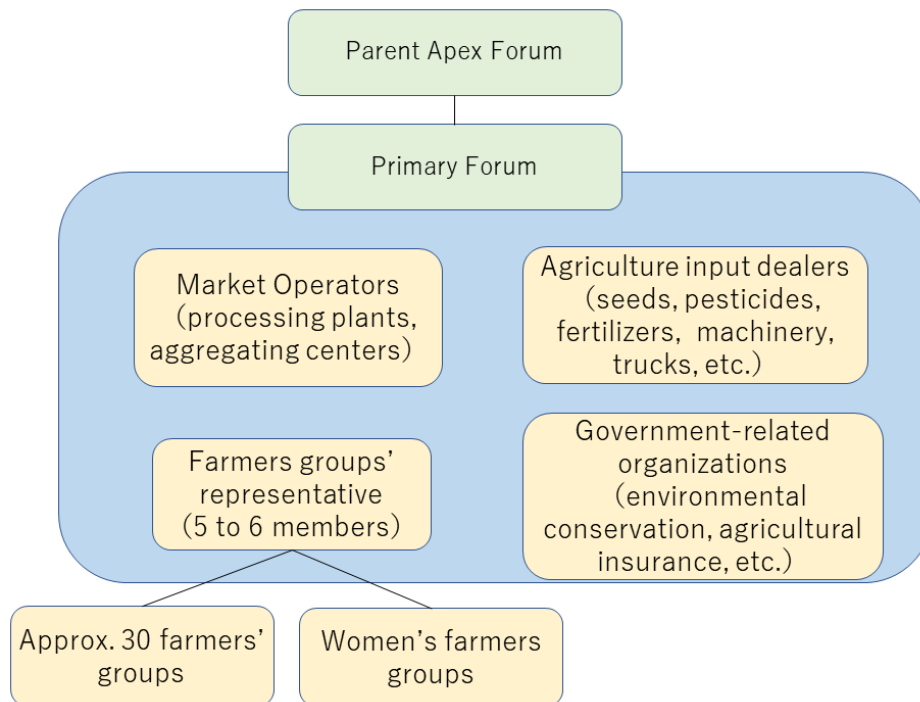 Parent Apex Forum
Primary Forum
Market Operators
(processing plants,
aggregating centers)
Agriculture input dealers
(seeds, pesticides,
fertilizers, machinery,
trucks, etc.)
Farmers groups’
representative
(5 to 6 members)
Government-related
organizations
(environmental
conservation, agricultural
insurance, etc.)
Approx. 30 farmers’
groups
Women’s farmers
groups